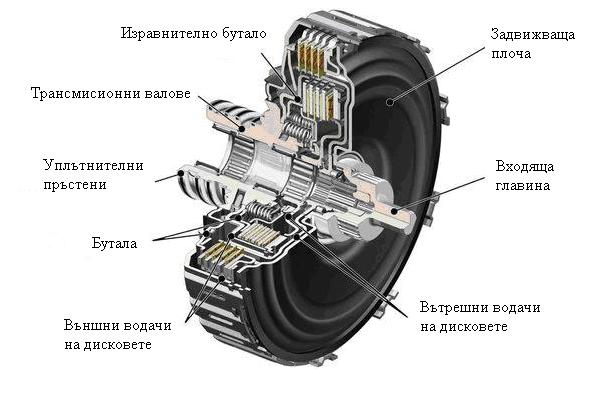 Изравнително бутало
Задвижваща
плоча
Трансмисионни валове
Уплътнителни
пръстени
Входяща
главина
Бутала
Външни водачи
на дисковете
Вътрешни водачи
на дисковете